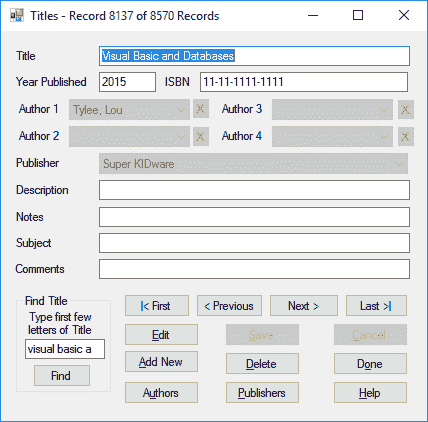 Titles - Record 8137 of 8570 Records
Title Visual Basic and Databases
Year Published 2015 ISBN 11-11-1111-1111
Author 1 Tylee, Lou X Author 3 X
Author 2 X Author 4 X
Publisher Super KIDware
Description
Notes
Subject
Comments
Find Title
Type first few
letters of Title
visual basic a
Find
|< First < Previous Next > Last >|
Edit Save Cancel
Add New Delete Done
Authors Publishers Help